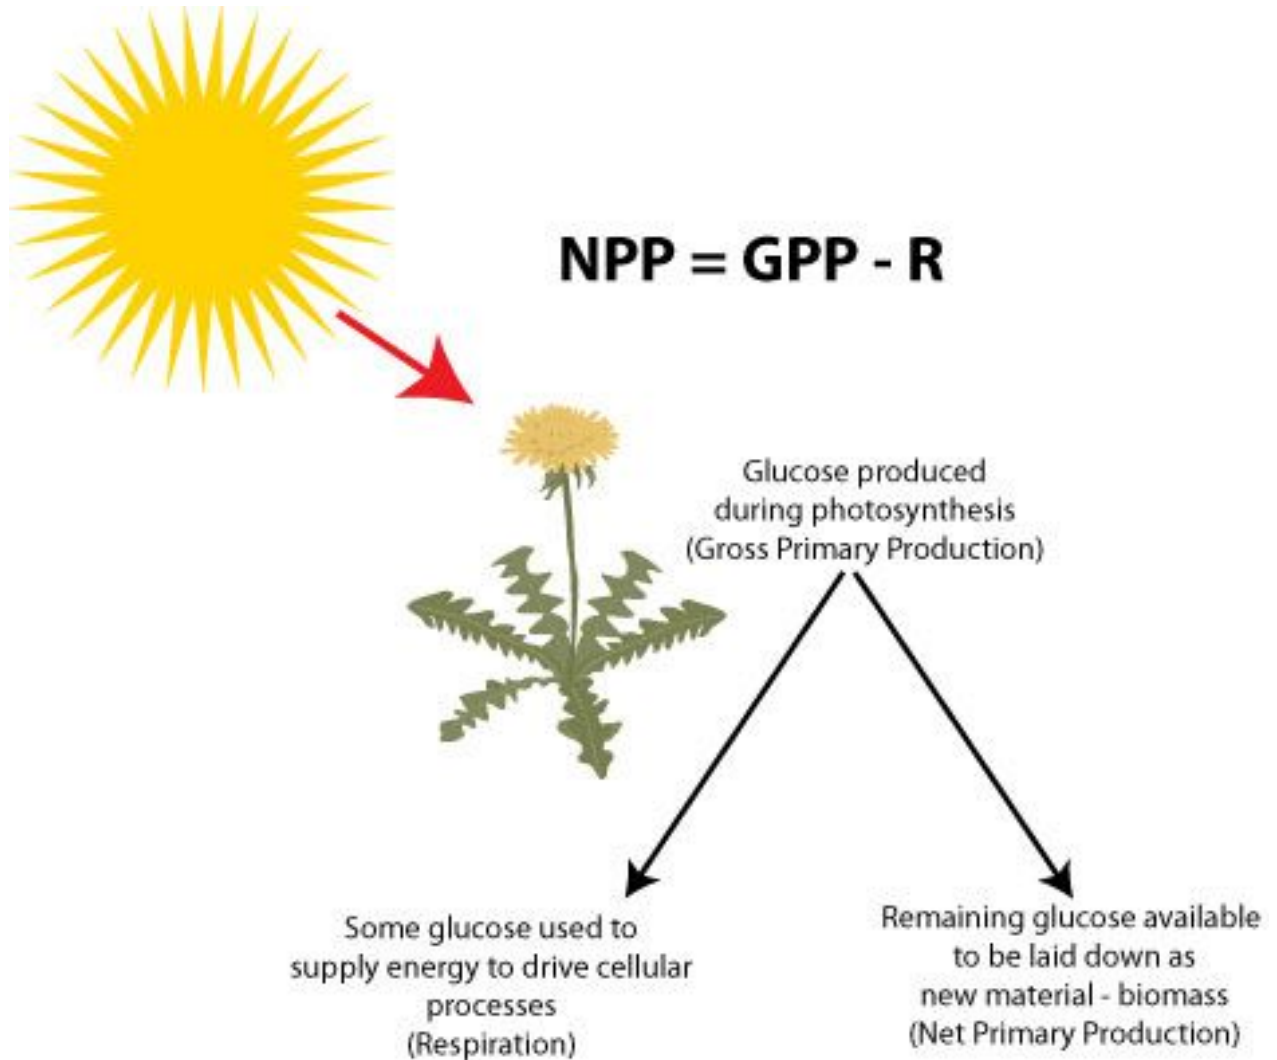 NPP = GPP - R
Glucose produced
during photosynthesis
(Gross Primary Production)
Some glucose used to
supply energy to drive cellular
processes
(Respiration)
Remaining glucose available
to be laid down as
new material - biomass
(Net Primary Production)